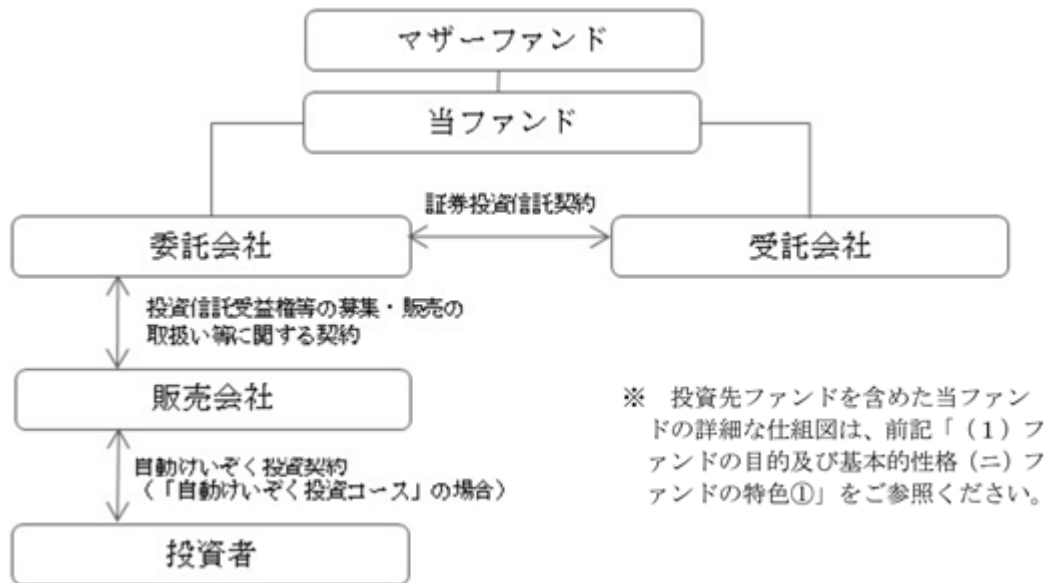 マザーファンド
当ファンド
証券投資信託契約
委託会社
受託会社
投資信託受益権等の募集・販売の
取扱い等に関する契約
販売会社
自動けいぞく投資契約
(「自動けいぞく投資コース」の場合)
投資者
※ 投資先ファンドを含めた当ファン
ドの詳細な仕組図は、前記「(1)フ
ァンドの目的及び基本的性格(ニ)フ
ァンドの特色①」をご参照ください。